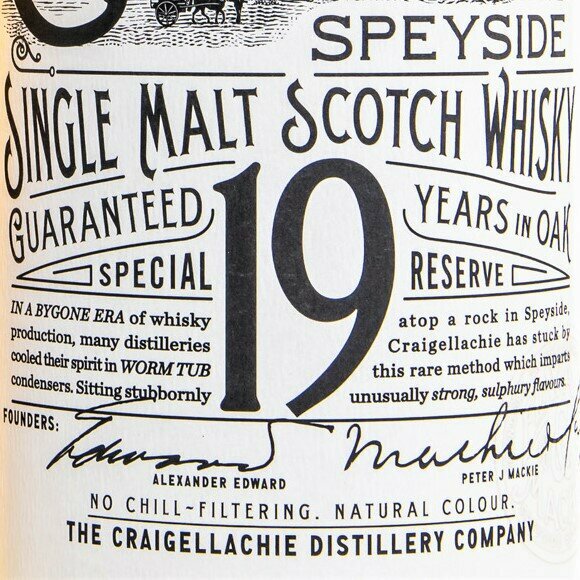 SPEYSIDE
SINGLE MALT SCOTCH WHISKY
GUARANTEED 19 YEARS IN OAK
SPECIAL RESERVE
IN A BYGONE ERA of whisky
production, many distilleries
cooled their spirit in WORM TUB
condensers. Sitting stubbornly
atop a rock in Speyside,
Craigellachie has stuck by
this rare method which imparts
unusually strong, sulphury flavours.
FOUNDERS:
ALEXANDER EDWARD
PETER J MACKIE
NO CHILL-FILTERING. NATURAL COLOUR.
THE CRAIGELLACHIE DISTILLERY COMPANY